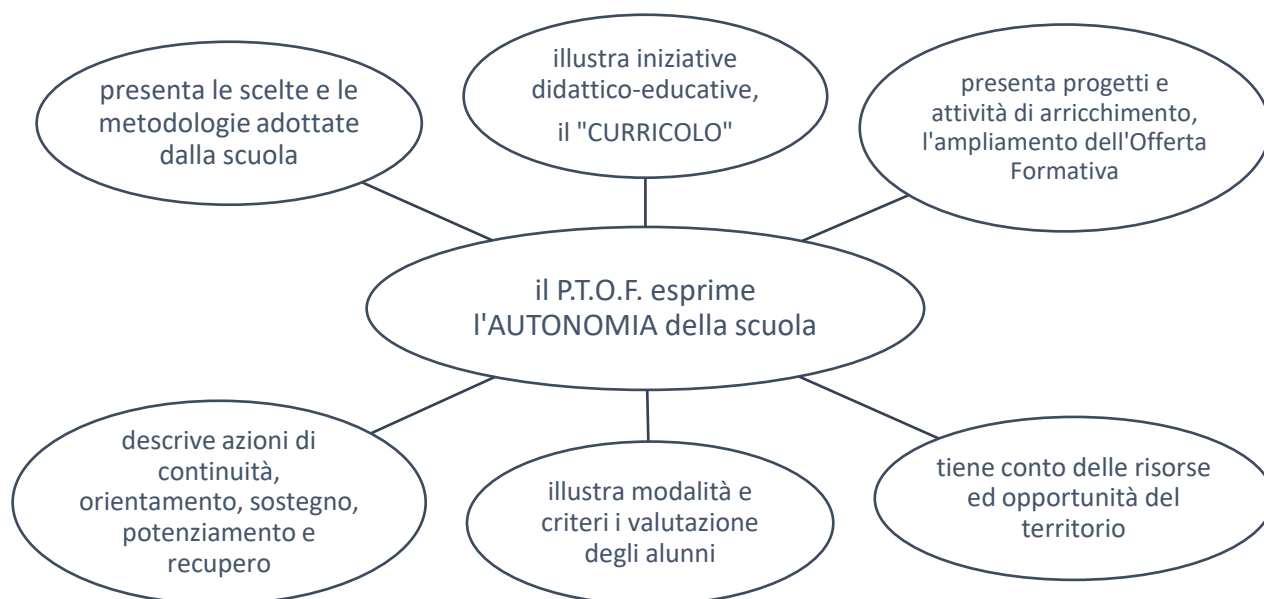 presenta le scelte e le
metodologie adottate
dalla scuola
illustra iniziative
didattico-educative,
il "CURRICOLO"
presenta progetti e
attività di arricchimento,
l'ampliamento dell'Offerta
Formativa
il P.T.O.F. esprime
l'AUTONOMIA della scuola
descrive azioni di
continuità,
orientamento, sostegno,
potenziamento e
recupero
illustra modalità e
criteri i valutazione
degli alunni
tiene conto delle risorse
ed opportunità del
territorio